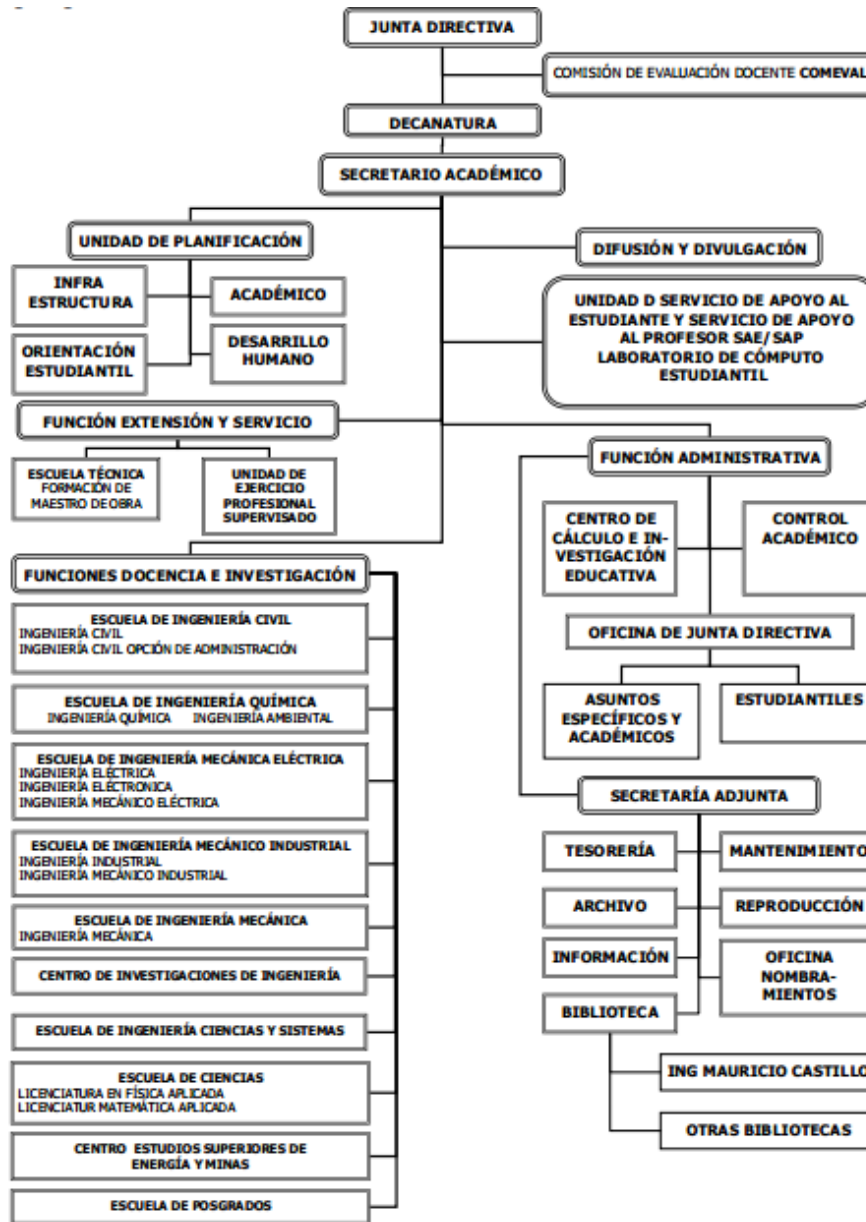 JUNTA DIRECTIVA
COMISIÓN DE EVALUACIÓN DOCENTE COMEVAL
DECANATURA
SECRETARIO ACADÉMICO
UNIDAD DE PLANIFICACIÓN
INFRA
ESTRUCTURA
ACADÉMICO
ORIENTACIÓN
ESTUDIANTIL
DESARROLLO
HUMANO
DIFUSIÓN Y DIVULGACIÓN
UNIDAD D SERVICIO DE APOYO AL
ESTUDIANTE Y SERVICIO DE APOYO
AL PROFESOR SAE/SAP
LABORATORIO DE CÓMPUTO
ESTUDIANTIL
FUNCIÓN EXTENSIÓN Y SERVICIO
ESCUELA TÉCNICA
FORMACIÓN DE
MAESTRO DE OBRA
UNIDAD DE
EJERCICIO
PROFESIONAL
SUPERVISADO
FUNCIÓN ADMINISTRATIVA
CENTRO DE
CÁLCULO E IN-
VESTIGACIÓN
EDUCATIVA
CONTROL
ACADÉMICO
OFICINA DE JUNTA DIRECTIVA
ASUNTOS
ESPECÍFICOS Y
ACADÉMICOS
ESTUDIANTILES
SECRETARÍA ADJUNTA
TESORERÍA
MANTENIMIENTO
ARCHIVO
REPRODUCCIÓN
INFORMACIÓN
OFICINA
NOMBRA-
MIENTOS
BIBLIOTECA
ING MAURICIO CASTILLO
OTRAS BIBLIOTECAS
FUNCIONES DOCENCIA E INVESTIGACIÓN
ESCUELA DE INGENIERÍA CIVIL
INGENIERÍA CIVIL
INGENIERÍA CIVIL OPCIÓN DE ADMINISTRACIÓN
ESCUELA DE INGENIERÍA QUÍMICA
INGENIERÍA QUÍMICA INGENIERÍA AMBIENTAL
ESCUELA DE INGENIERÍA MECÁNICA ELÉCTRICA
INGENIERÍA ELÉCTRICA
INGENIERÍA ELÉCTRONICA
INGENIERÍA MECÁNICO ELÉCTRICA
ESCUELA DE INGENIERÍA MECÁNICO INDUSTRIAL
INGENIERÍA INDUSTRIAL
INGENIERÍA MECÁNICO INDUSTRIAL
ESCUELA DE INGENIERÍA MECÁNICA
INGENIERÍA MECÁNICA
CENTRO DE INVESTIGACIONES DE INGENIERÍA
ESCUELA DE INGENIERÍA CIENCIAS Y SISTEMAS
ESCUELA DE CIENCIAS
LICENCIATURA EN FÍSICA APLICADA
LICENCIATUR MATEMÁTICA APLICADA
CENTRO ESTUDIOS SUPERIORES DE
ENERGÍA Y MINAS
ESCUELA DE POSGRADOS